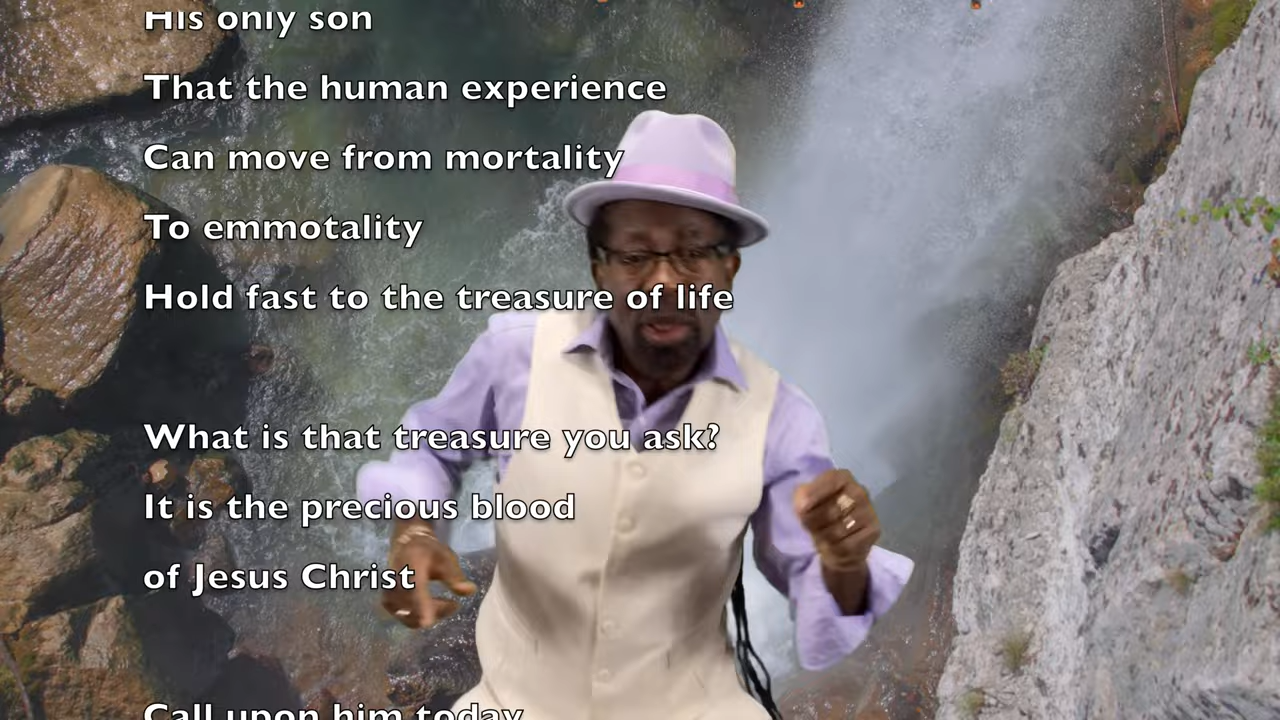 His only son
That the human experience
Can move from mortality
To emmotality
Hold fast to the treasure of life
What is that treasure you ask?
It is the precious blood
of Jesus Christ
Call upon him today